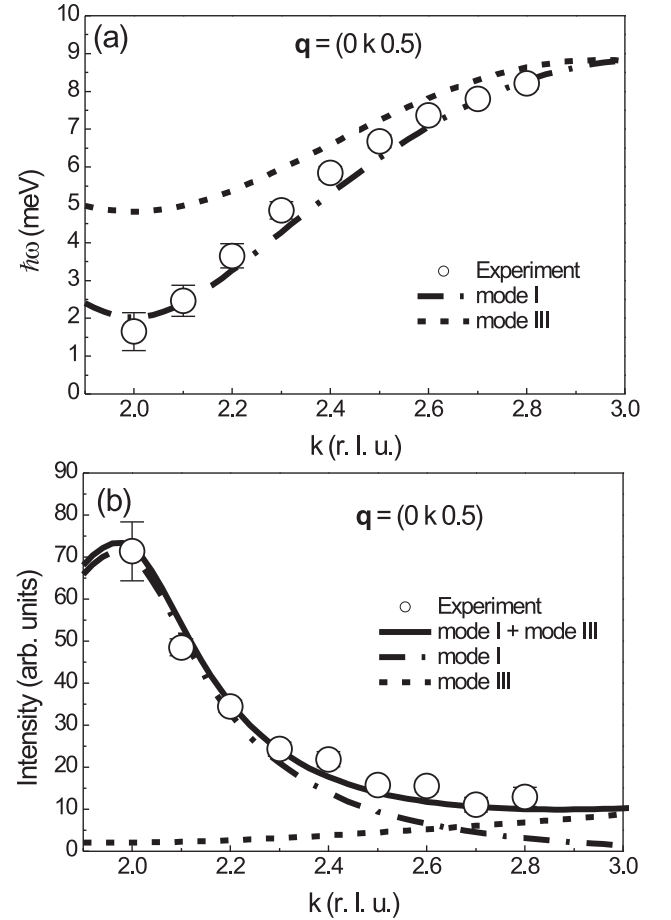 (a)
q = (0 k 0.5)
9
8
7
6
5
4
3
2
1
0
ħω (meV)
Experiment
mode I
mode III
2.0 2.2 2.4 2.6 2.8 3.0
k (r. l. u.)
(b)
q = (0 k 0.5)
90
80
70
60
50
40
30
20
10
0
Intensity (arb. units)
Experiment
mode I + mode III
mode I
mode III
2.0 2.2 2.4 2.6 2.8 3.0
k (r. l. u.)